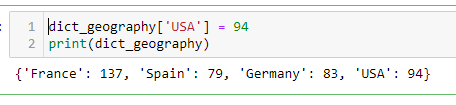 : 1 dict_geography['USA'] = 94
2 print(dict_geography)
{'France': 137, 'Spain': 79, 'Germany': 83, 'USA': 94}